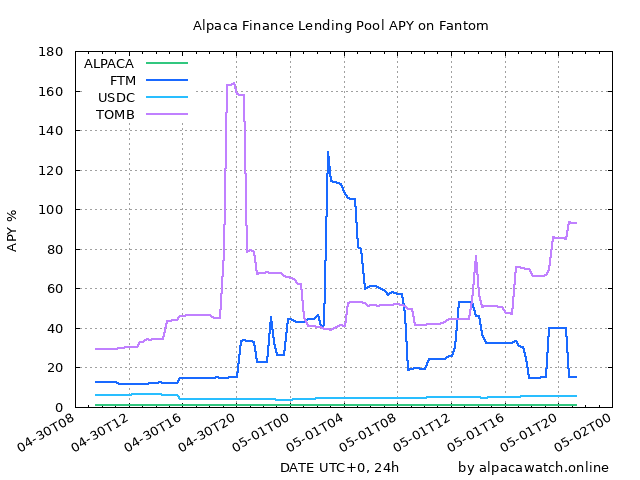 Alpaca Finance Lending Pool APY on Fantom
180
160
140
120
100
80
60
40
20
0
APY %
ALPACA
FTM
USDC
TOMB
04-30T08
04-30T12
04-30T16
04-30T20
05-01T00
05-01T04
05-01T08
05-01T12
05-01T16
05-01T20
05-02T00
DATE UTC+0, 24h
by alpacawatch.online